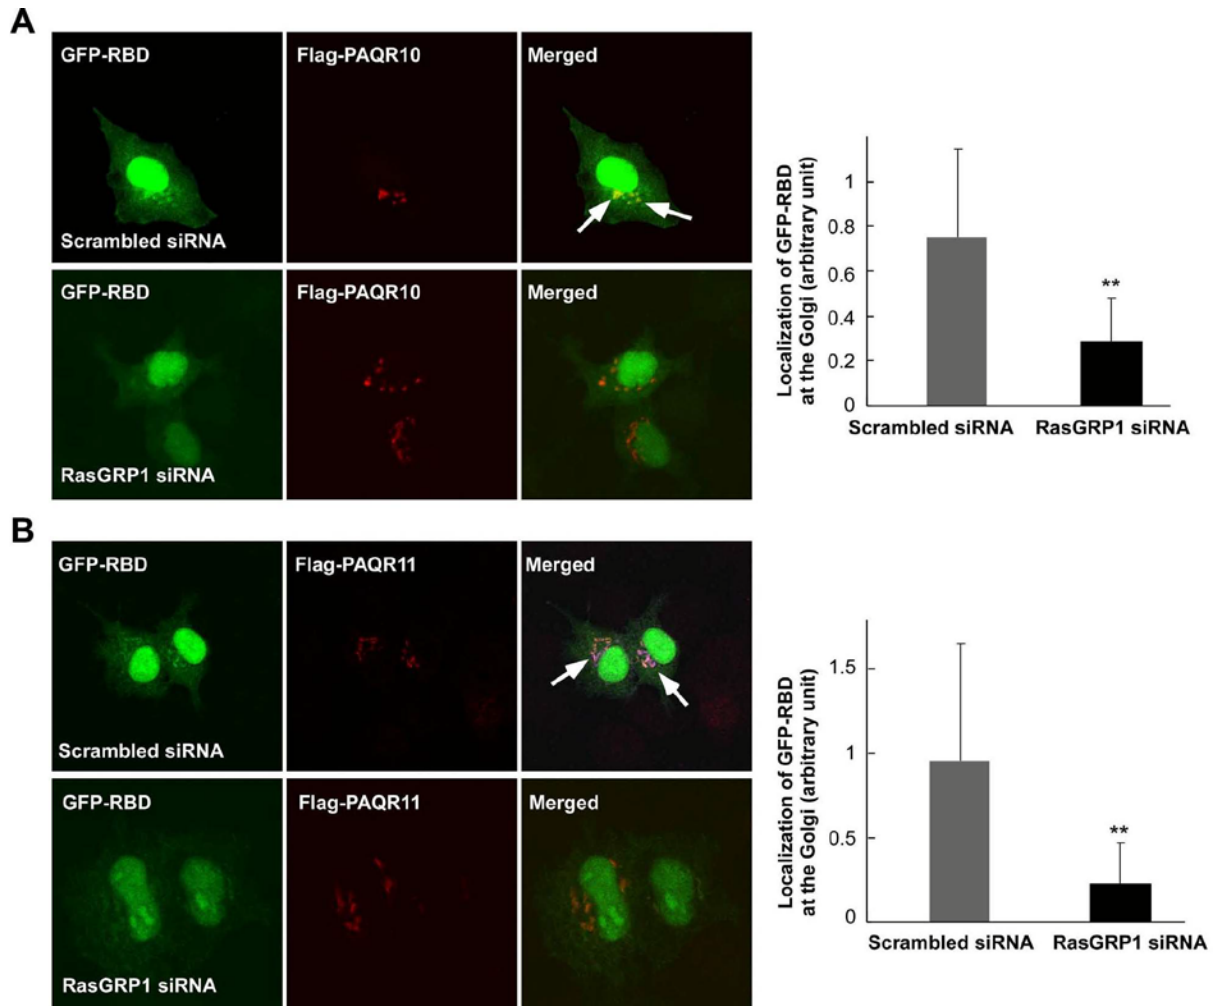 A
GFP-RBD
Flag-PAQR10
Merged
Scrambled siRNA
GFP-RBD
Flag-PAQR10
Merged
RasGRP1 siRNA
Localization of GFP-RBD
at the Golgi (arbitrary unit)
1
0.8
0.6
0.4
0.2
0
**
Scrambled siRNA
RasGRP1 siRNA
B
GFP-RBD
Flag-PAQR11
Merged
Scrambled siRNA
GFP-RBD
Flag-PAQR11
Merged
RasGRP1 siRNA
Localization of GFP-RBD
at the Golgi (arbitrary unit)
1.5
1
0.5
0
**
Scrambled siRNA
RasGRP1 siRNA